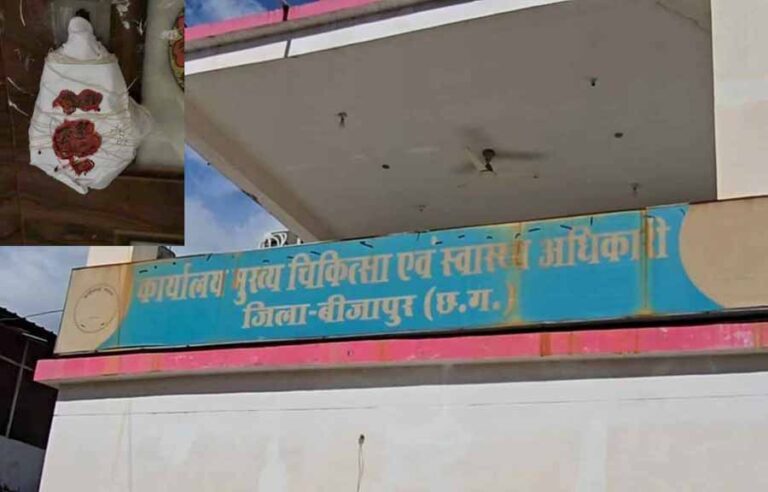 कार्यालय मुख्य चिकित्सा एवं स्वास्थ्य अधिकारी
जिला-बीजापुर (छ.ग.)